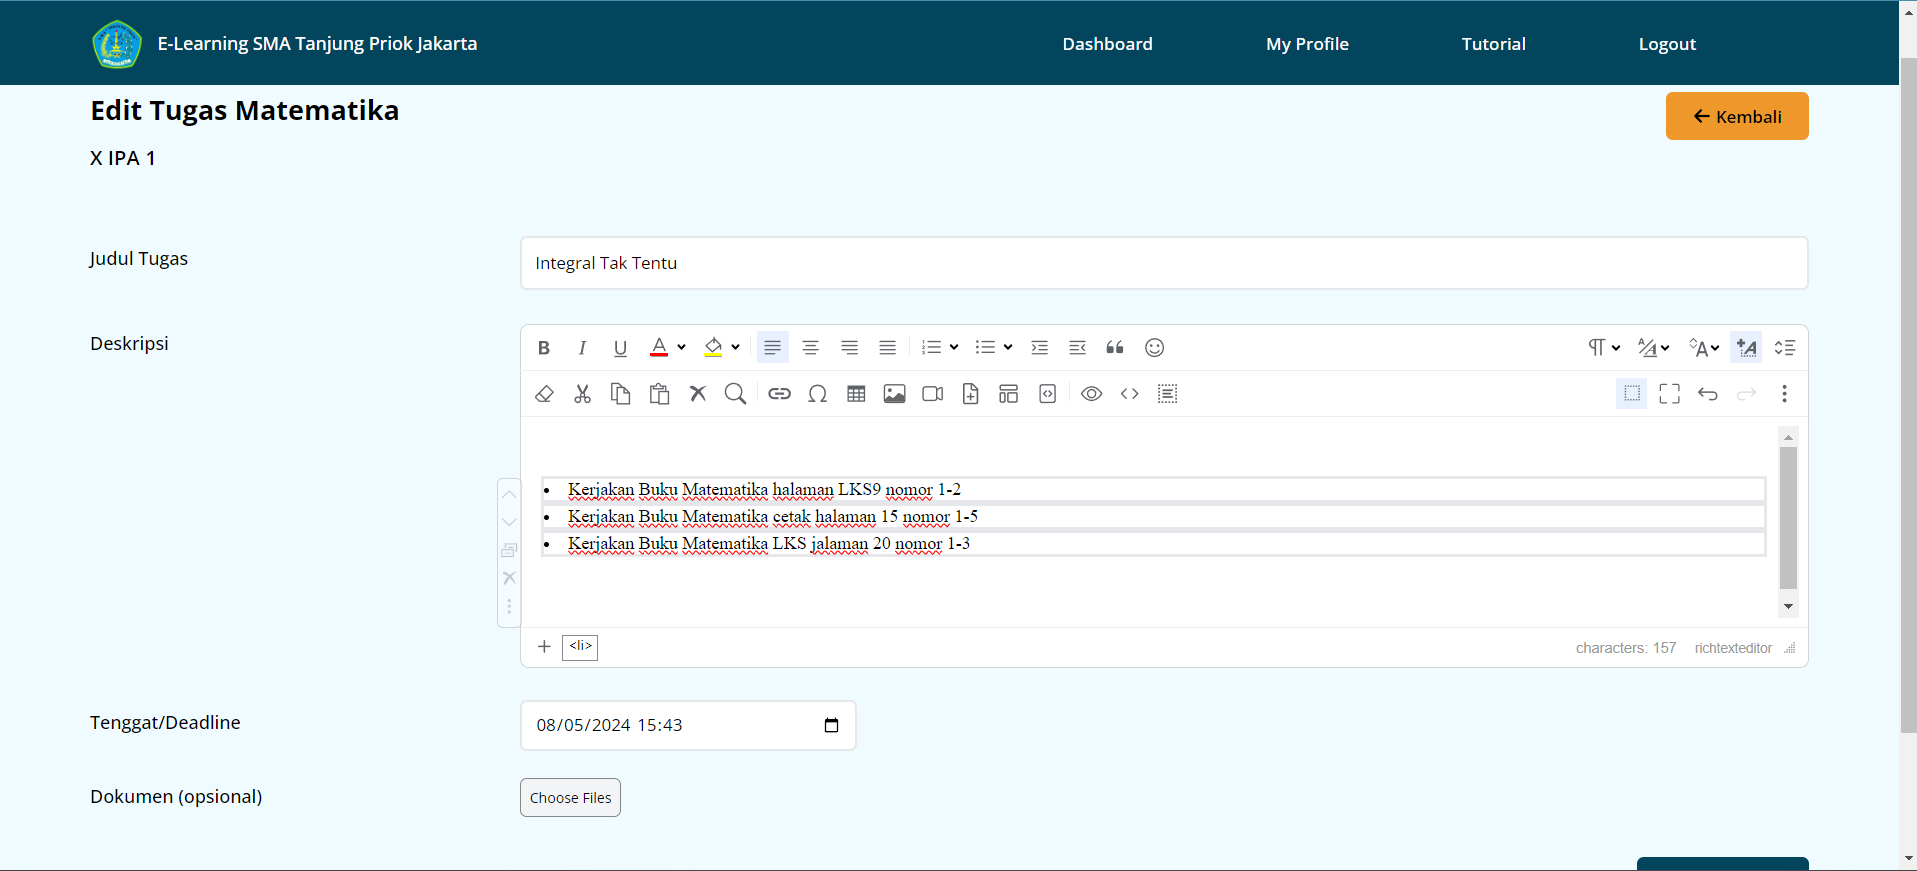 E-Learning SMA Tanjung Priok Jakarta
Dashboard
My Profile
Tutorial
Logout
Edit Tugas Matematika
Kembali
X IPA 1
Judul Tugas
Integral Tak Tentu
Deskripsi
Kerjakan Buku Matematika halaman LKS9 nomor 1-2
Kerjakan Buku Matematika cetak halaman 15 nomor 1-5
Kerjakan Buku Matematika LKS jalaman 20 nomor 1-3
<li>
characters: 157
richtexteditor
Tenggat/Deadline
08/05/2024 15:43
Dokumen (opsional)
Choose Files